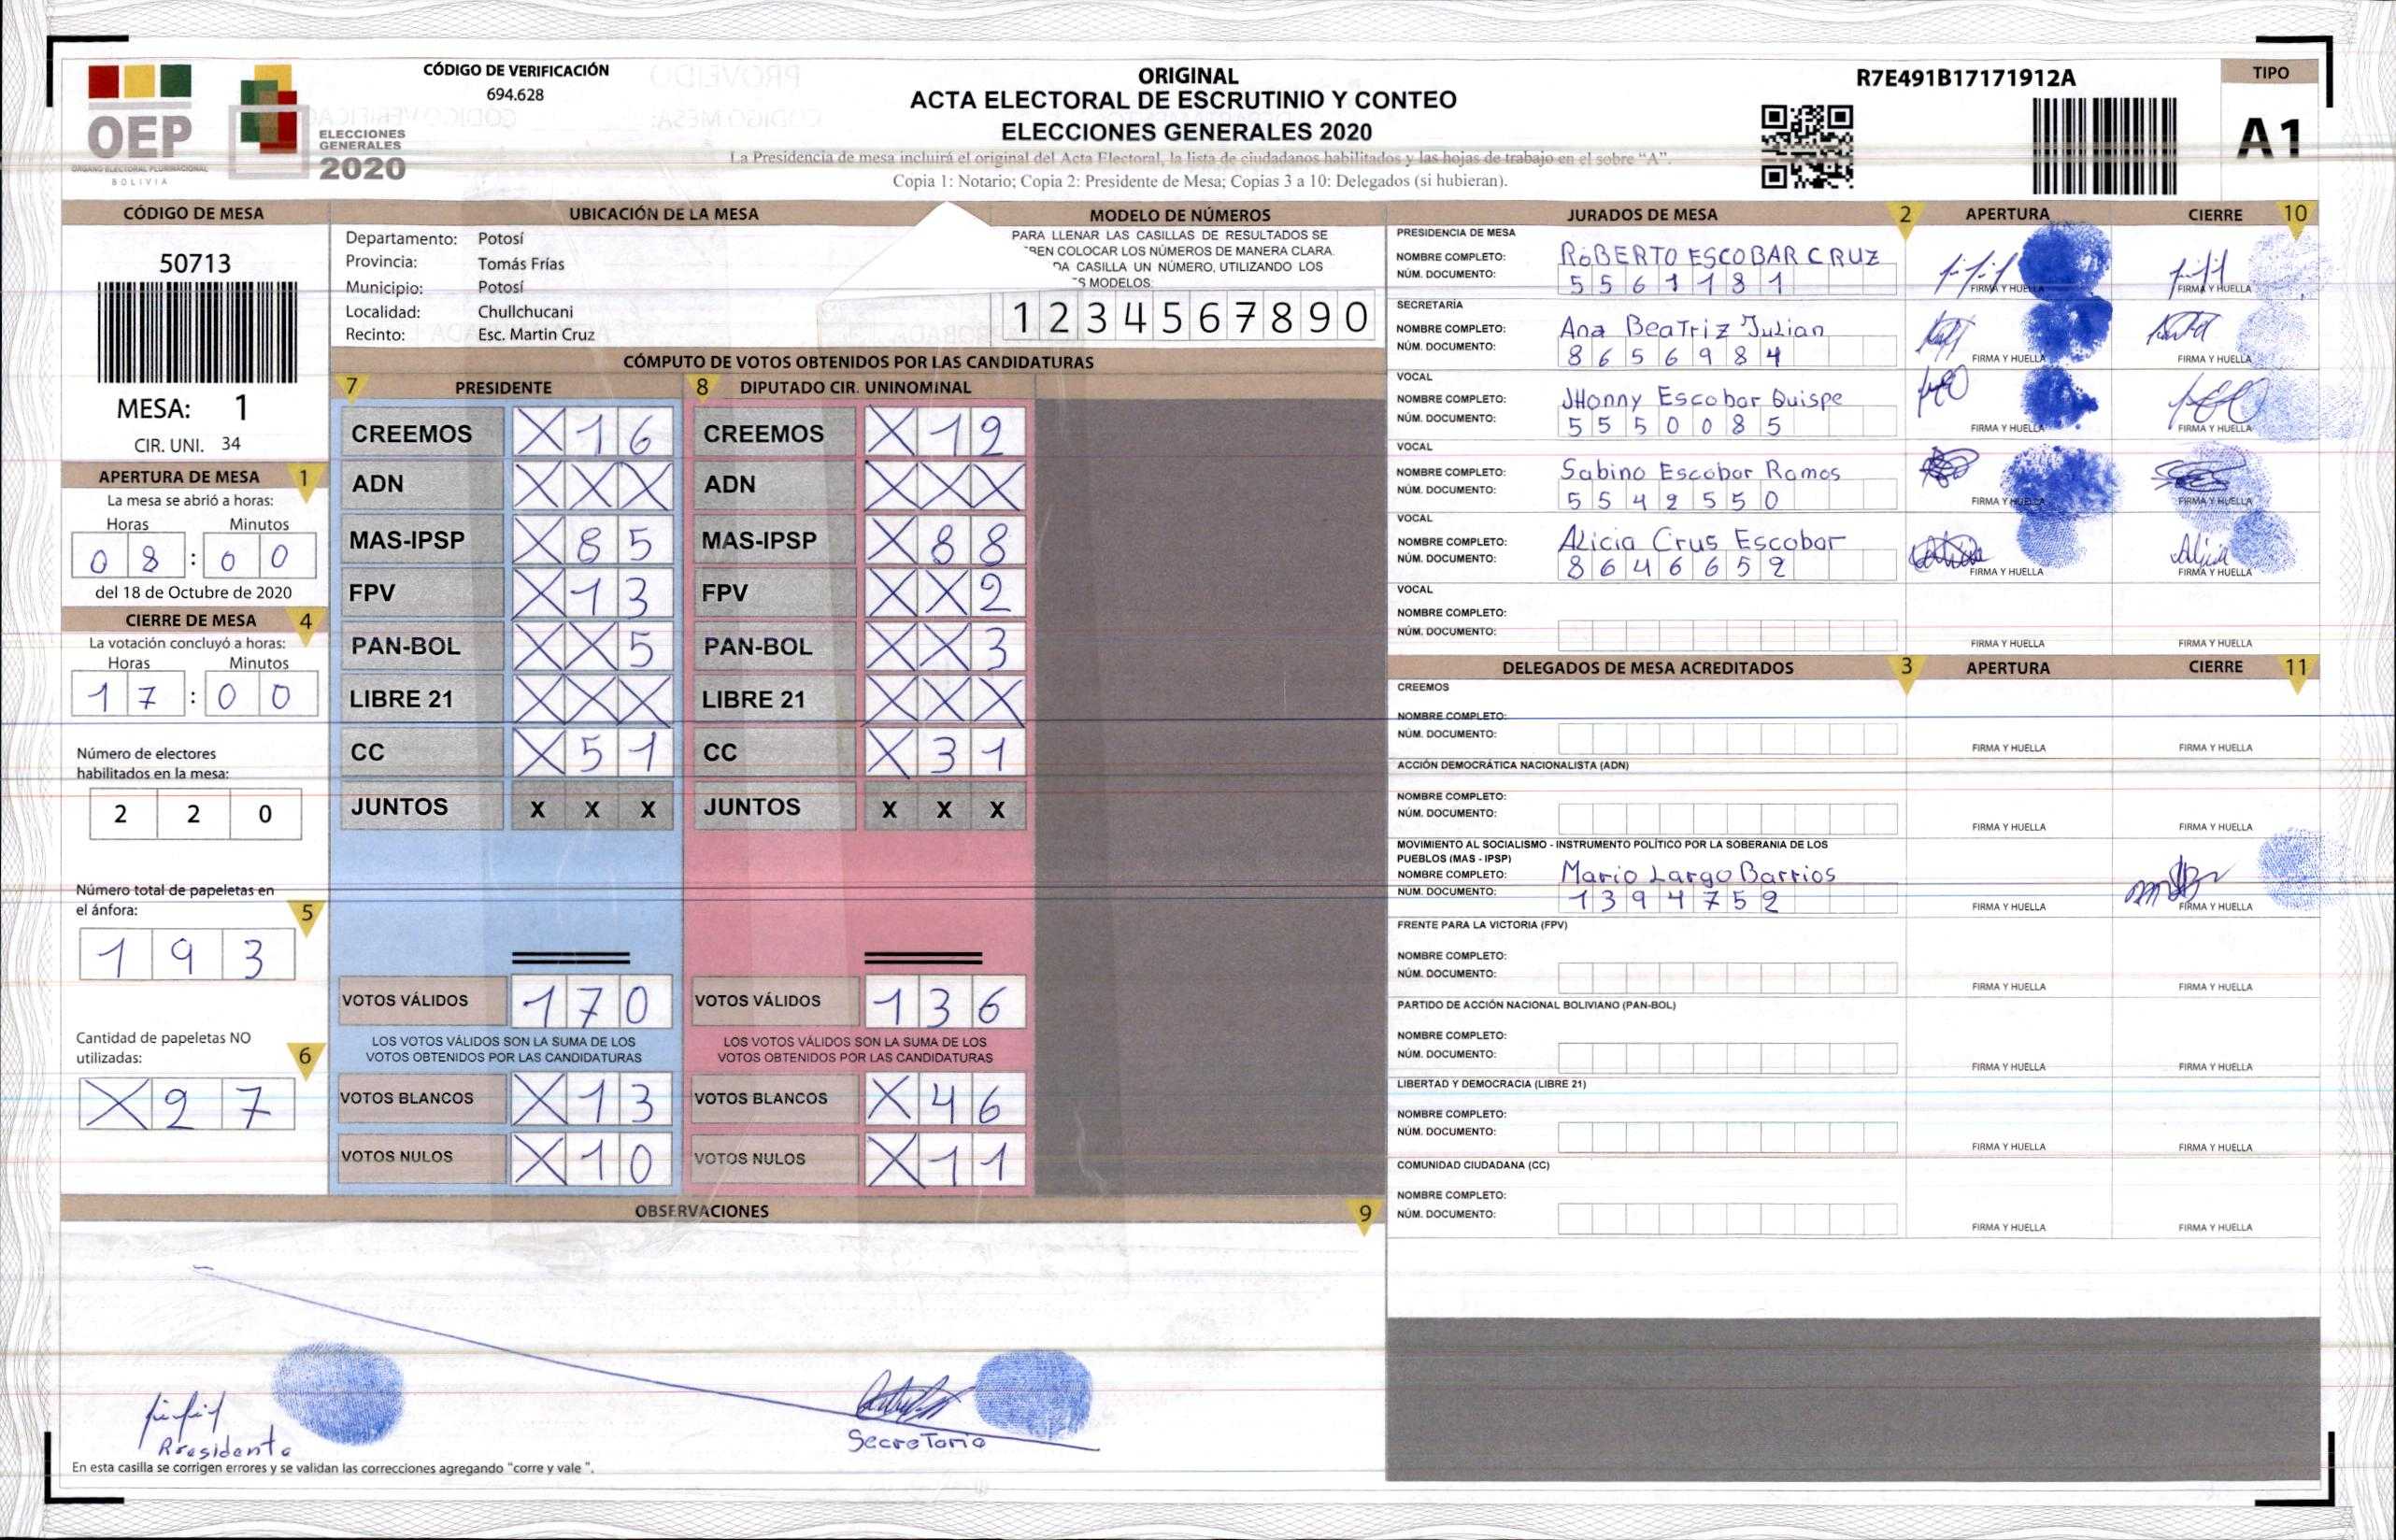 OEP
ÓRGANO ELECTORAL PLURINACIONAL
BOLIVIA
ELECCIONES
GENERALES
2020
CÓDIGO DE VERIFICACIÓN
694.628
ORIGINAL
ACTA ELECTORAL DE ESCRUTINIO Y CONTEO
ELECCIONES GENERALES 2020
La Presidencia de mesa incluirá el original del Acta Electoral, la lista de ciudadanos habilitados y las hojas de trabajo en el sobre “A”.
Copia 1: Notario; Copia 2: Presidente de Mesa; Copias 3 a 10: Delegados (si hubieran).
R7E491B17171912A
TIPO
A1
CÓDIGO DE MESA
50713
MESA: 1
CIR. UNI. 34
APERTURA DE MESA 1
La mesa se abrió a horas:
Horas Minutos
0 8 : 0 0
del 18 de Octubre de 2020
CIERRE DE MESA 4
La votación concluyó a horas:
Horas Minutos
1 7 : 0 0
Número de electores
habilitados en la mesa:
2 2 0
Número total de papeletas en
el ánfora: 5
1 9 3
Cantidad de papeletas NO
utilizadas: 6
X 2 7
UBICACIÓN DE LA MESA
Departamento: Potosí
Provincia: Tomás Frías
Municipio: Potosí
Localidad: Chullchucani
Recinto: Esc. Martin Cruz
MODELO DE NÚMEROS
PARA LLENAR LAS CASILLAS DE RESULTADOS SE
COLOCAR LOS NÚMEROS DE MANERA CLARA.
CASILLA UN NÚMERO, UTILIZANDO LOS
MODELOS:
1 2 3 4 5 6 7 8 9 0
CÓMPUTO DE VOTOS OBTENIDOS POR LAS CANDIDATURAS
7 PRESIDENTE
CREEMOS X 1 6
ADN X X X
MAS-IPSP X 8 5
FPV X 1 3
PAN-BOL X X 5
LIBRE 21 X X X
CC X 5 1
JUNTOS X X X
VOTOS VÁLIDOS 1 7 0
LOS VOTOS VÁLIDOS SON LA SUMA DE LOS
VOTOS OBTENIDOS POR LAS CANDIDATURAS
VOTOS BLANCOS X 1 3
VOTOS NULOS X 1 0
8 DIPUTADO CIR. UNINOMINAL
CREEMOS X 1 2
ADN X X X
MAS-IPSP X 8 8
FPV X X 2
PAN-BOL X X 3
LIBRE 21 X X X
CC X 3 1
JUNTOS X X X
VOTOS VÁLIDOS 1 3 6
LOS VOTOS VÁLIDOS SON LA SUMA DE LOS
VOTOS OBTENIDOS POR LAS CANDIDATURAS
VOTOS BLANCOS X 4 6
VOTOS NULOS X 1 1
OBSERVACIONES 9
Presidente
Secretario
En esta casilla se corrigen errores y se validan las correcciones agregando "corre y vale ".
JURADOS DE MESA 2 APERTURA CIERRE 10
PRESIDENCIA DE MESA
NOMBRE COMPLETO: ROBERTO ESCOBAR CRUZ
NÚM. DOCUMENTO: 5 5 6 1 1 8 1
FIRMA Y HUELLA FIRMA Y HUELLA
SECRETARÍA
NOMBRE COMPLETO: Ana BeaTriz Julian
NÚM. DOCUMENTO: 8 6 5 6 9 8 4
FIRMA Y HUELLA FIRMA Y HUELLA
VOCAL
NOMBRE COMPLETO: JHonny Escobar Quispe
NÚM. DOCUMENTO: 5 5 5 0 0 8 5
FIRMA Y HUELLA FIRMA Y HUELLA
VOCAL
NOMBRE COMPLETO: Sabino Escobar Ramos
NÚM. DOCUMENTO: 5 5 4 2 5 5 0
FIRMA Y HUELLA FIRMA Y HUELLA
VOCAL
NOMBRE COMPLETO: Alicia Crus Escobar
NÚM. DOCUMENTO: 8 6 4 6 6 5 2
FIRMA Y HUELLA FIRMA Y HUELLA
VOCAL
NOMBRE COMPLETO:
NÚM. DOCUMENTO:
FIRMA Y HUELLA FIRMA Y HUELLA
DELEGADOS DE MESA ACREDITADOS 3 APERTURA CIERRE 11
CREEMOS
NOMBRE COMPLETO:
NÚM. DOCUMENTO:
FIRMA Y HUELLA FIRMA Y HUELLA
ACCIÓN DEMOCRÁTICA NACIONALISTA (ADN)
NOMBRE COMPLETO:
NÚM. DOCUMENTO:
FIRMA Y HUELLA FIRMA Y HUELLA
MOVIMIENTO AL SOCIALISMO - INSTRUMENTO POLÍTICO POR LA SOBERANIA DE LOS
PUEBLOS (MAS - IPSP)
NOMBRE COMPLETO: Mario Largo Barrios
NÚM. DOCUMENTO: 1 3 9 4 7 5 2
FIRMA Y HUELLA FIRMA Y HUELLA
FRENTE PARA LA VICTORIA (FPV)
NOMBRE COMPLETO:
NÚM. DOCUMENTO:
FIRMA Y HUELLA FIRMA Y HUELLA
PARTIDO DE ACCIÓN NACIONAL BOLIVIANO (PAN-BOL)
NOMBRE COMPLETO:
NÚM. DOCUMENTO:
FIRMA Y HUELLA FIRMA Y HUELLA
LIBERTAD Y DEMOCRACIA (LIBRE 21)
NOMBRE COMPLETO:
NÚM. DOCUMENTO:
FIRMA Y HUELLA FIRMA Y HUELLA
COMUNIDAD CIUDADANA (CC)
NOMBRE COMPLETO:
NÚM. DOCUMENTO:
FIRMA Y HUELLA FIRMA Y HUELLA